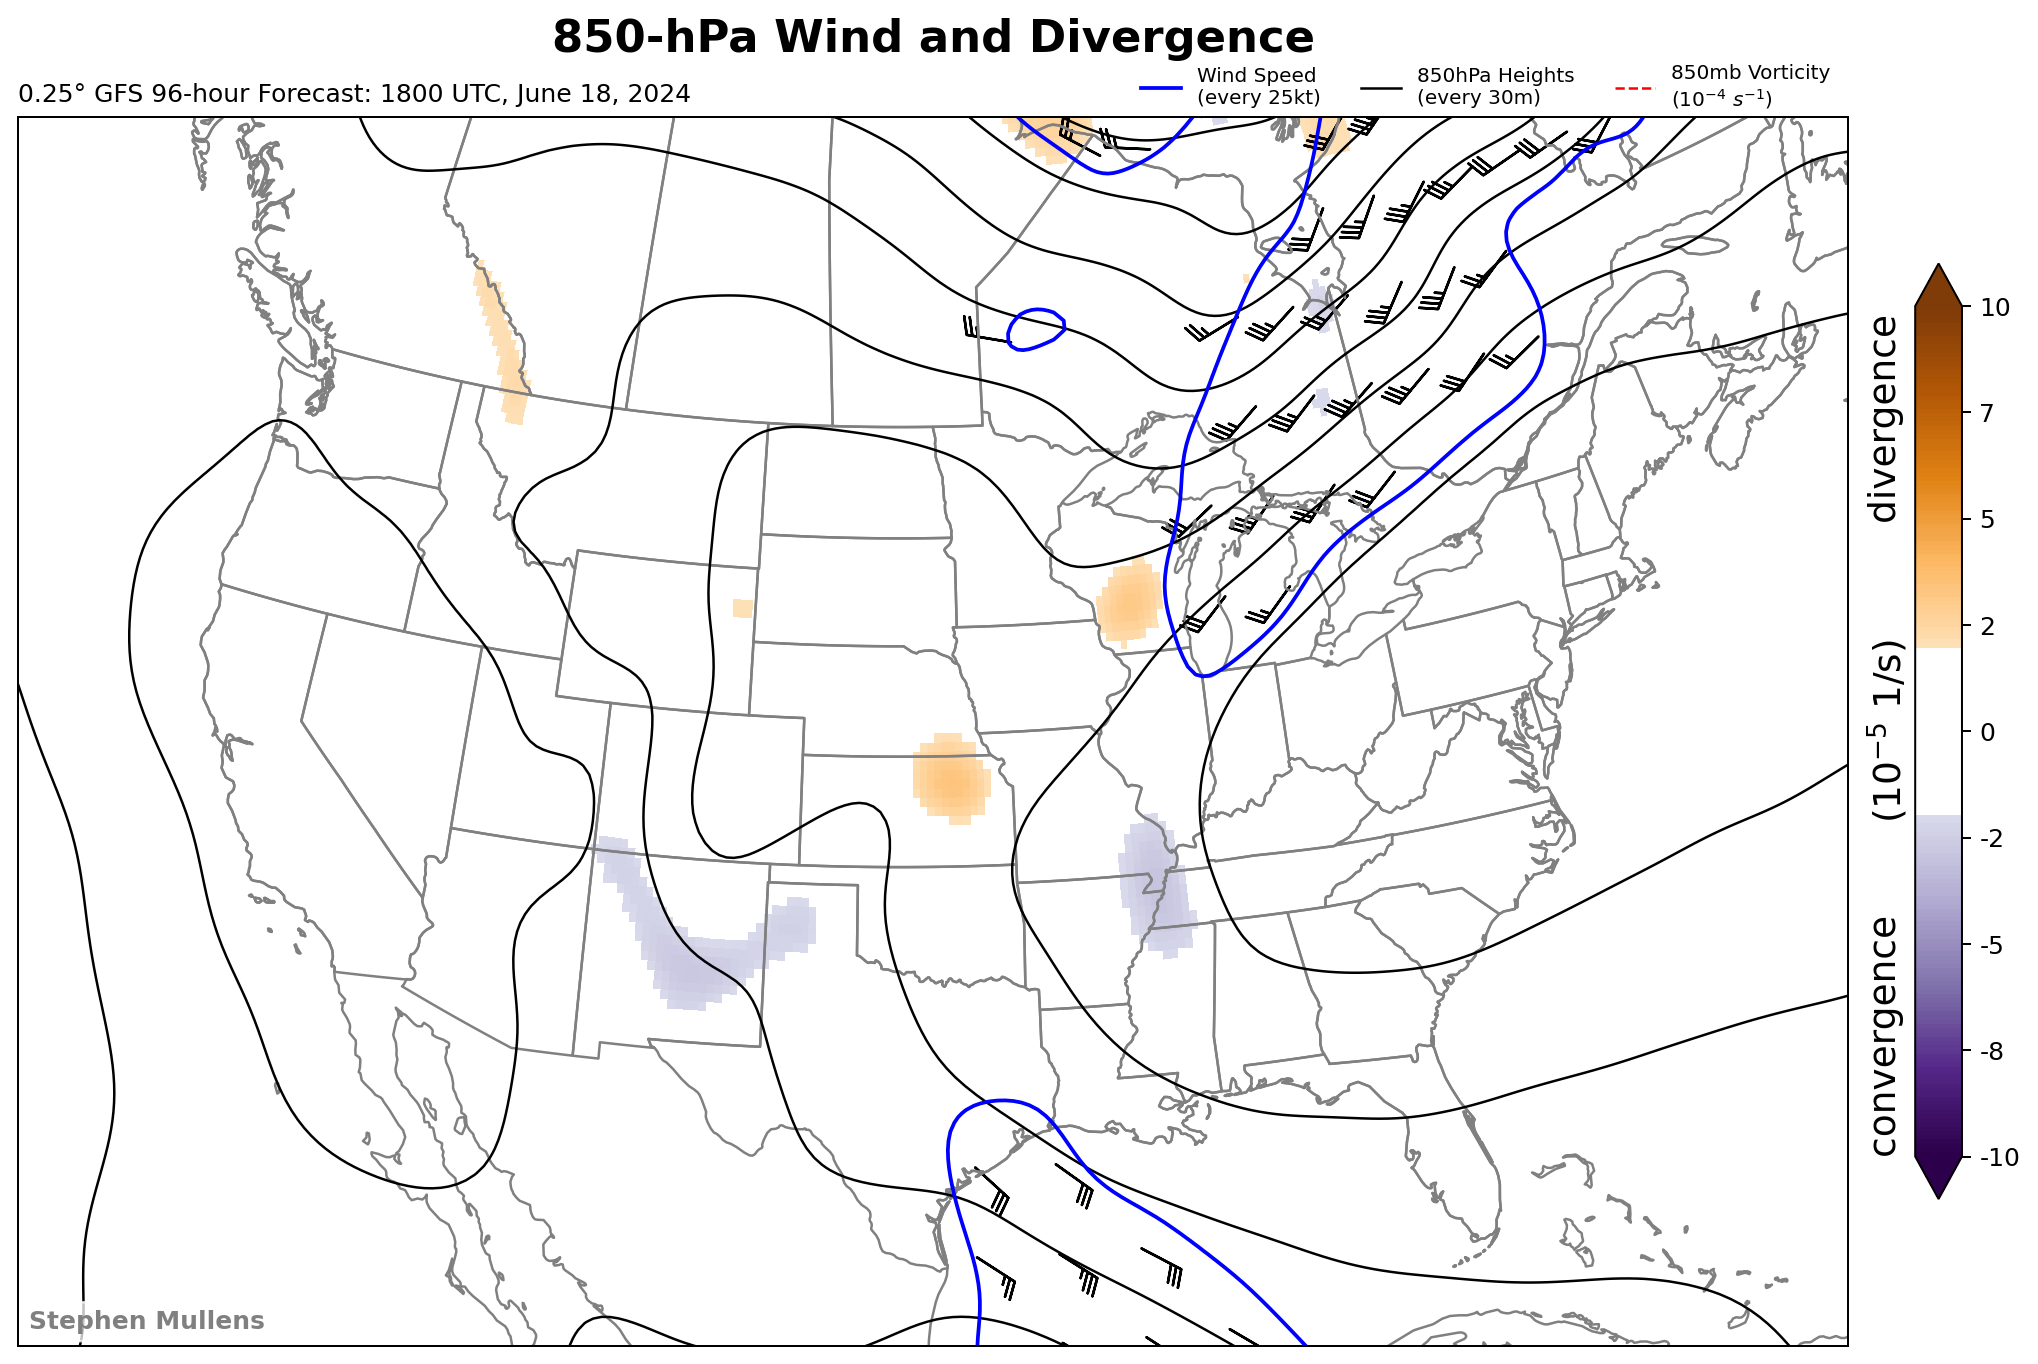 850-hPa Wind and Divergence
0.25° GFS 96-hour Forecast: 1800 UTC, June 18, 2024
Wind Speed
(every 25kt)
850hPa Heights
(every 30m)
850mb Vorticity
(10⁻⁴ s⁻¹)
10
7
5
2
0
-2
-5
-8
-10
convergence (10⁻⁵ 1/s) divergence
Stephen Mullens